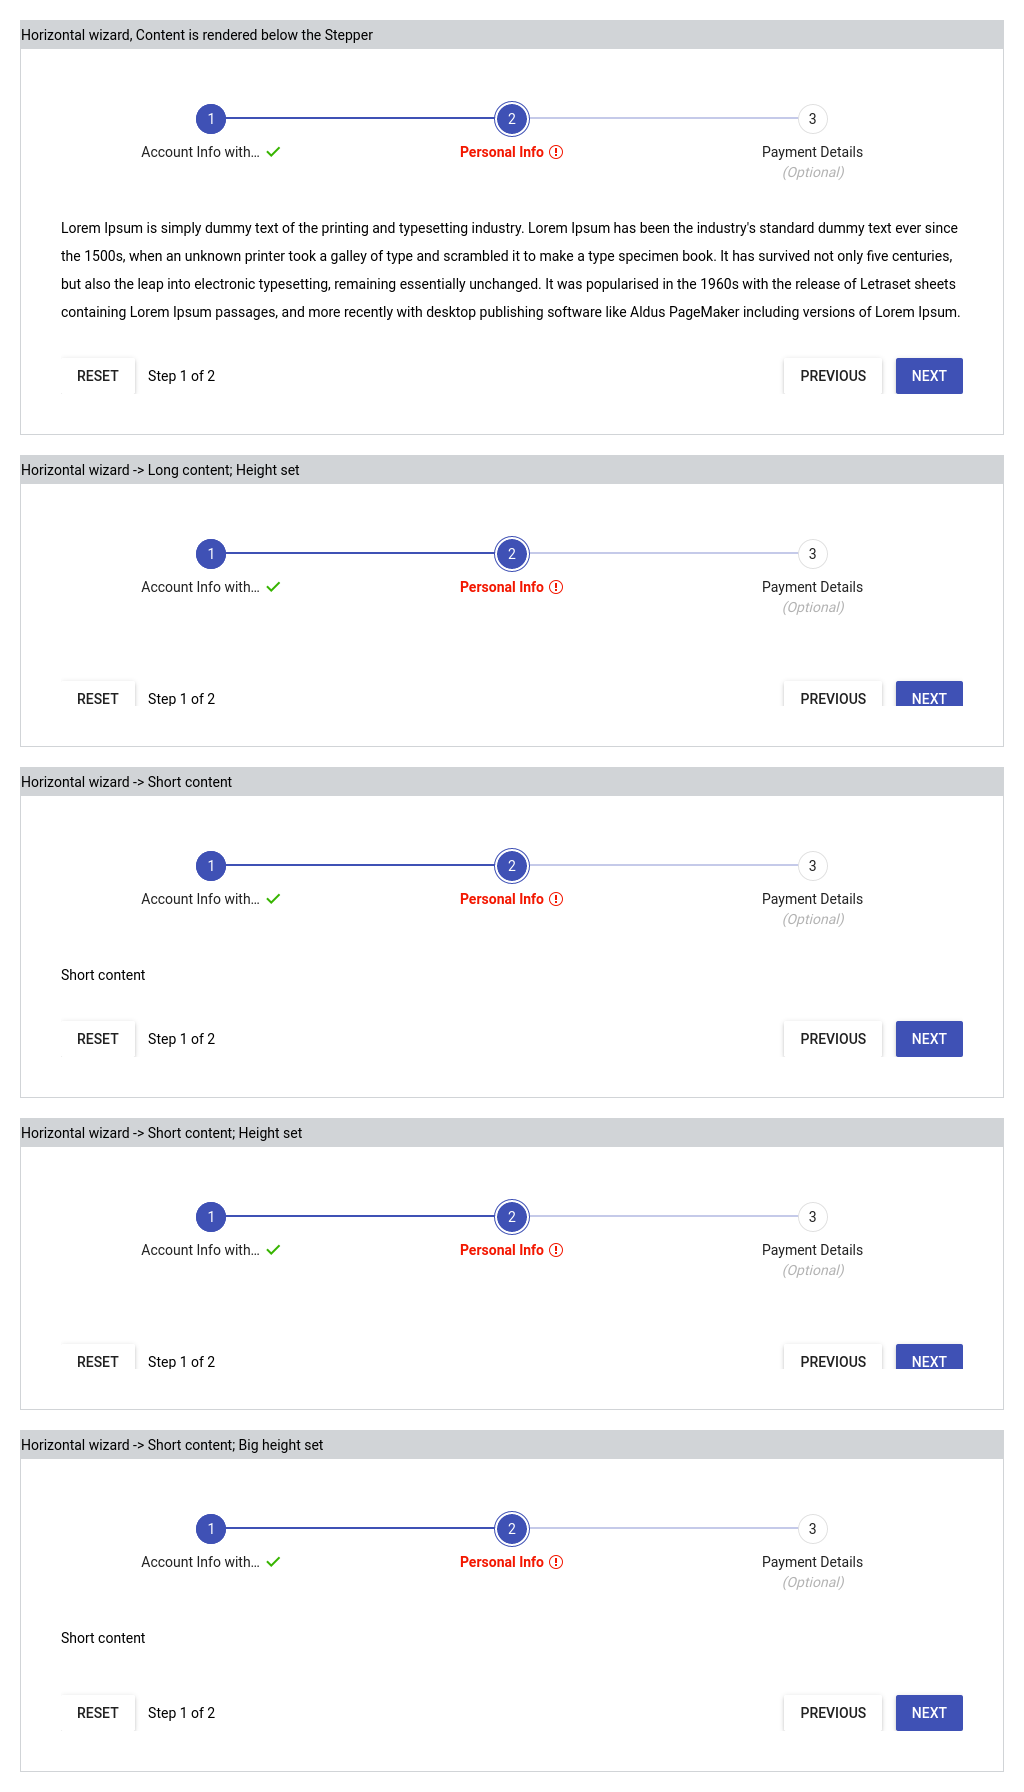 Horizontal wizard, Content is rendered below the Stepper
1 2 3
Account Info with... Personal Info Payment Details
(Optional)
Lorem Ipsum is simply dummy text of the printing and typesetting industry. Lorem Ipsum has been the industry's standard dummy text ever since
the 1500s, when an unknown printer took a galley of type and scrambled it to make a type specimen book. It has survived not only five centuries,
but also the leap into electronic typesetting, remaining essentially unchanged. It was popularised in the 1960s with the release of Letraset sheets
containing Lorem Ipsum passages, and more recently with desktop publishing software like Aldus PageMaker including versions of Lorem Ipsum.
RESET Step 1 of 2 PREVIOUS NEXT
Horizontal wizard -> Long content; Height set
1 2 3
Account Info with... Personal Info Payment Details
(Optional)
RESET Step 1 of 2 PREVIOUS NEXT
Horizontal wizard -> Short content
1 2 3
Account Info with... Personal Info Payment Details
(Optional)
Short content
RESET Step 1 of 2 PREVIOUS NEXT
Horizontal wizard -> Short content; Height set
1 2 3
Account Info with... Personal Info Payment Details
(Optional)
RESET Step 1 of 2 PREVIOUS NEXT
Horizontal wizard -> Short content; Big height set
1 2 3
Account Info with... Personal Info Payment Details
(Optional)
Short content
RESET Step 1 of 2 PREVIOUS NEXT